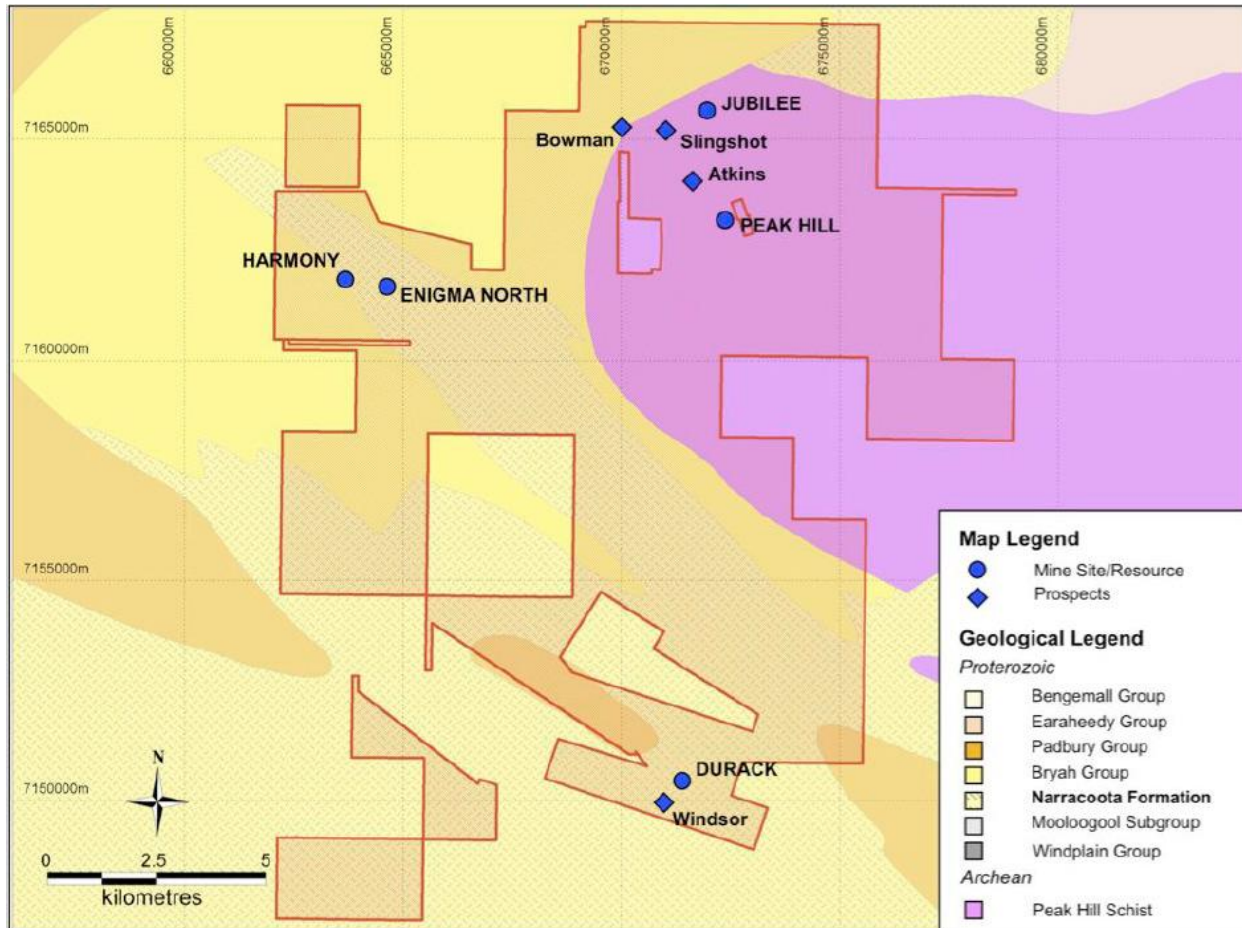 660000m
665000m
670000m
675000m
680000m
JUBILEE
7165000m
Bowman
Slingshot
Atkins
PEAK HILL
HARMONY
ENIGMA NORTH
7160000m
7155000m
7150000m
DURACK
Windsor
N
0 2.5 5
kilometres
Map Legend
Mine Site/Resource
Prospects
Geological Legend
Proterozoic
Bengemall Group
Earaheedy Group
Padbury Group
Bryah Group
Narracoota Formation
Mooloogool Subgroup
Windplain Group
Archean
Peak Hill Schist